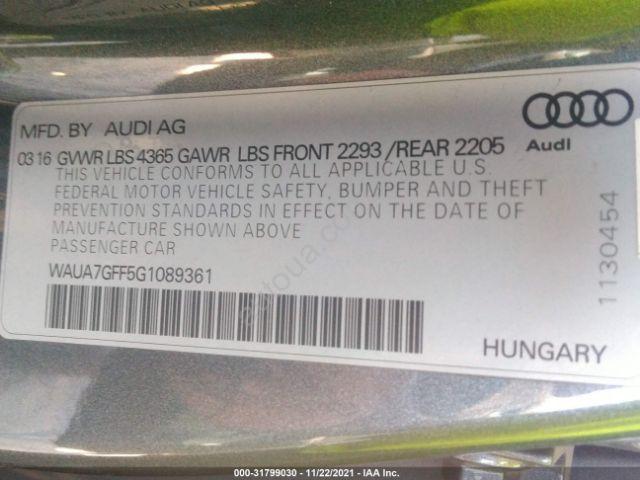 MFD. BY AUDI AG
03 16 GVWR LBS 4365 GAWR LBS FRONT 2293 /REAR 2205
THIS VEHICLE CONFORMS TO ALL APPLICABLE U.S.
FEDERAL MOTOR VEHICLE SAFETY, BUMPER AND THEFT
PREVENTION STANDARDS IN EFFECT ON THE DATE OF
MANUFACTURE SHOWN ABOVE
PASSENGER CAR
WAUA7GFF5G1089361
Audi
1130454
HUNGARY
autoua.com
000-31799030 - 11/22/2021 - IAA Inc.